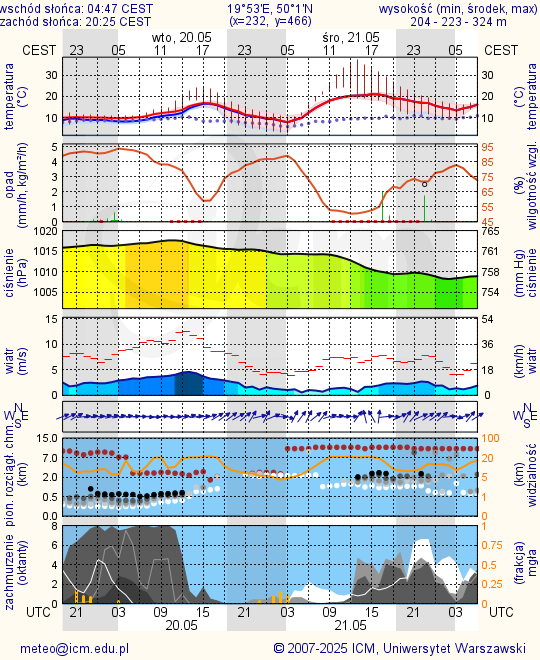 wschód słońca: 04:47 CEST 19°53'E, 50°1'N wysokość (min, środek, max)
zachód słońca: 20:25 CEST (x=232, y=466) 204 - 223 - 324 m
wto, 20.05 śro, 21.05
CEST 23 05 11 17 23 05 11 17 23 05 CEST
temperatura (°C)
30 20 10
30 20 10
temperatura (°C)
opad (mm/h, kg/m²/h)
5 4 3 2 1 0
95 85 75 65 55 45
wilgotność wzgl. (%)
ciśnienie (hPa)
1020 1015 1010 1005
765 761 758 754
ciśnienie (mm Hg)
wiatr (m/s)
15 10 5 0
54 36 18 0
wiatr (km/h)
N W E S
N W E S
pion. rozciągł. chm. (km)
15.0 7.0 2.0 0.5 0.0
100 20 5 1 0
widzialność (km)
zachmurzenie (oktanty)
8 6 4 2 0
1 0.75 0.5 0.25 0
mgła (frakcja)
UTC 21 03 09 15 21 03 09 15 21 03 UTC
20.05 21.05
meteo@icm.edu.pl © 2007-2025 ICM, Uniwersytet Warszawski